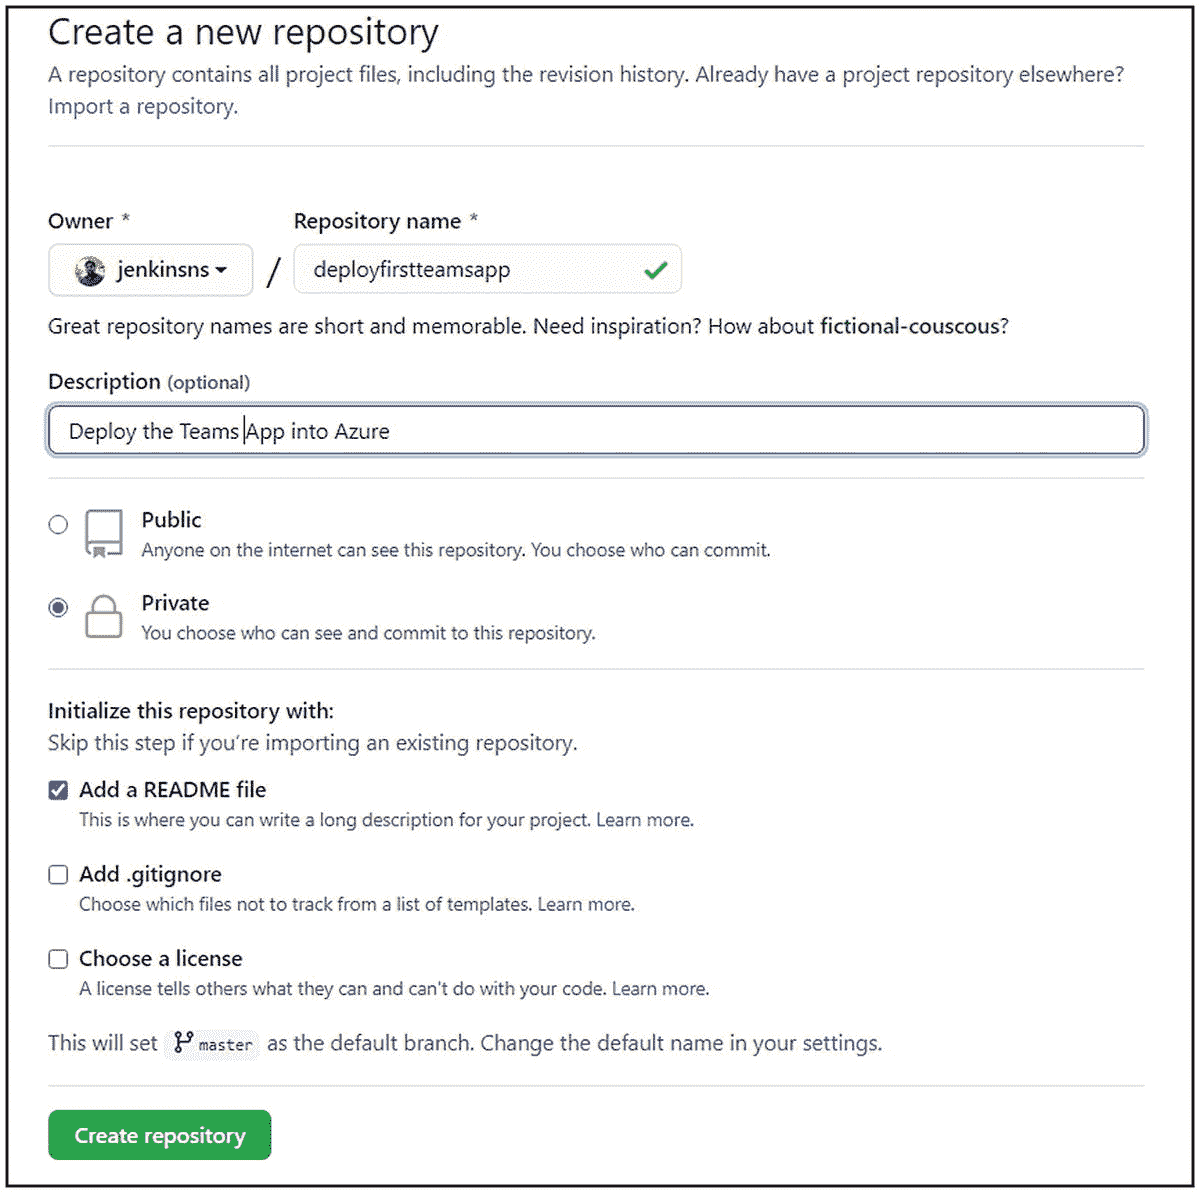 Create a new repository
A repository contains all project files, including the revision history. Already have a project repository elsewhere?
Import a repository.
Owner * Repository name *
jenkinsns / deployfirstteamsapp
Great repository names are short and memorable. Need inspiration? How about fictional-couscous?
Description (optional)
Deploy the Teams App into Azure
Public
Anyone on the internet can see this repository. You choose who can commit.
Private
You choose who can see and commit to this repository.
Initialize this repository with:
Skip this step if you're importing an existing repository.
Add a README file
This is where you can write a long description for your project. Learn more.
Add .gitignore
Choose which files not to track from a list of templates. Learn more.
Choose a license
A license tells others what they can and can't do with your code. Learn more.
This will set master as the default branch. Change the default name in your settings.
Create repository